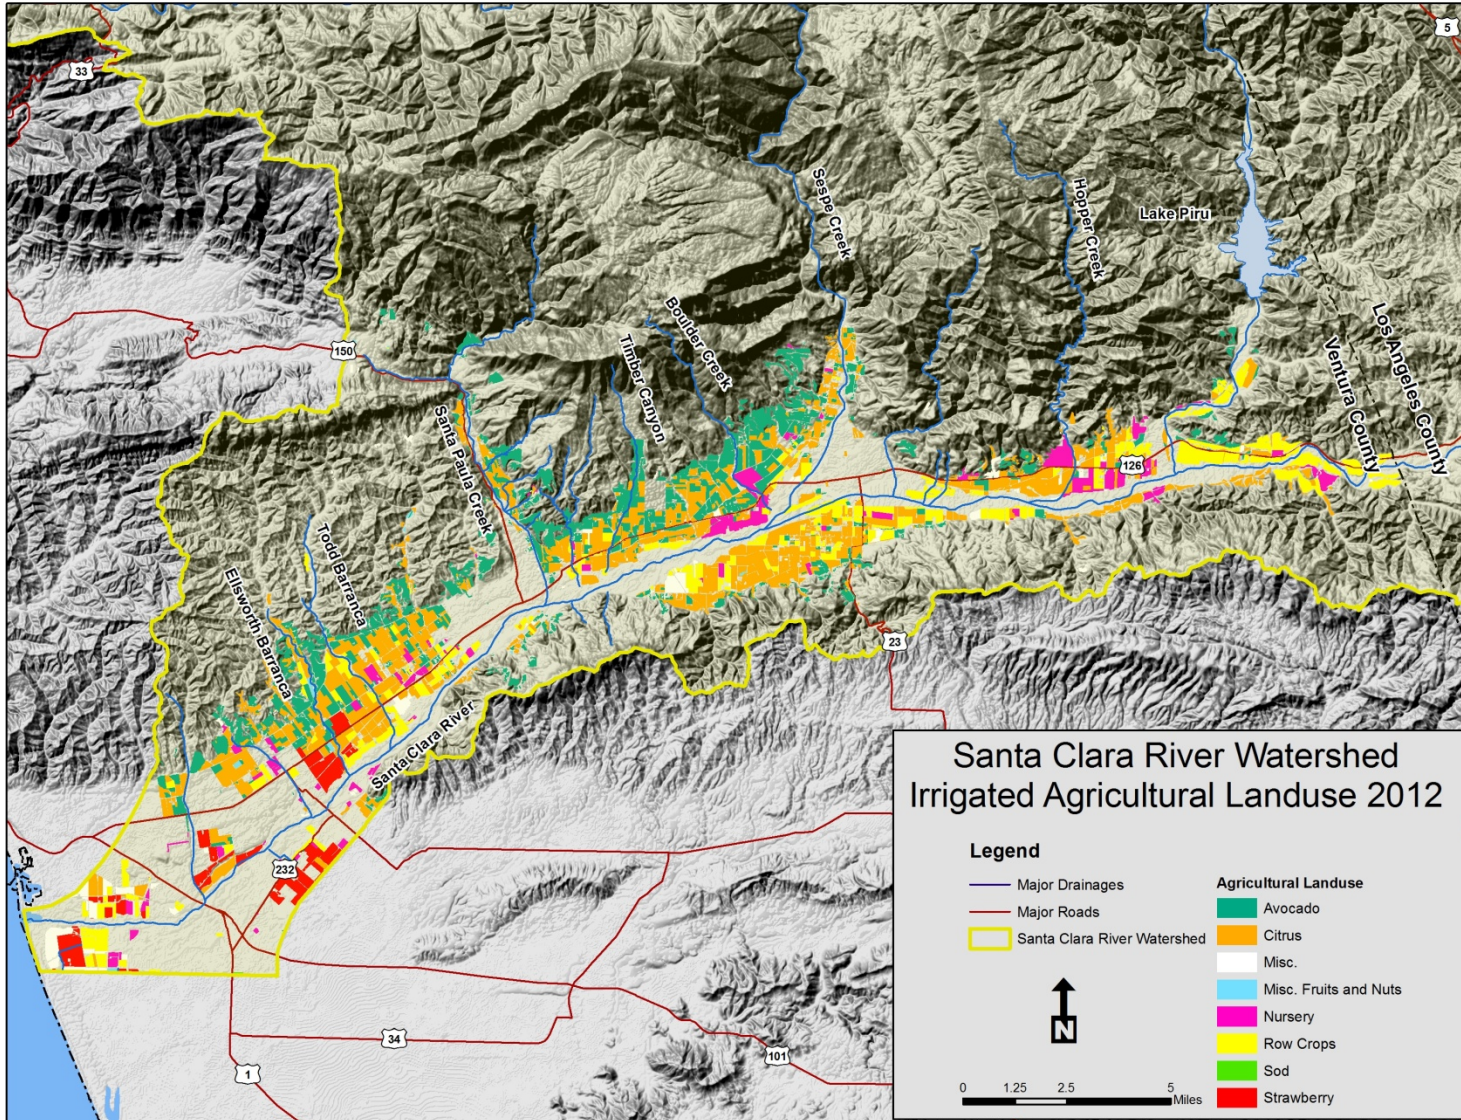 5
33
Sespe Creek
Hopper Creek
Lake Piru
Los Angeles County
Ventura County
150
Boulder Creek
Timber Canyon
Santa Paula Creek
126
Todd Barranca
Ellsworth Barranca
23
Santa Clara River
232
34
101
1
Santa Clara River Watershed
Irrigated Agricultural Landuse 2012
Legend
Major Drainages
Major Roads
Santa Clara River Watershed
Agricultural Landuse
Avocado
Citrus
Misc.
Misc. Fruits and Nuts
Nursery
Row Crops
Sod
Strawberry
N
0 1.25 2.5 5
Miles